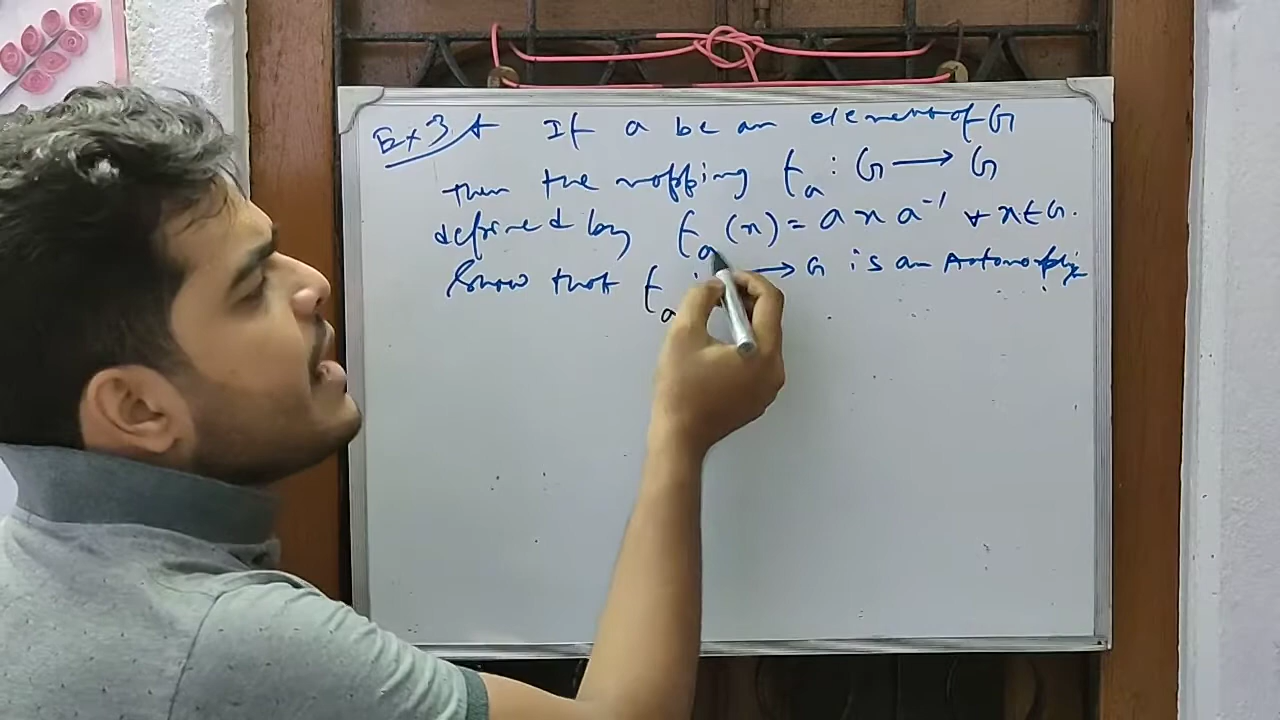 Ex 3 → If a be an element of G
then the mapping fₐ : G → G
defined by fₐ(x) = a x a⁻¹ ∀ x ∈ G.
Show that fₐ : → G is an Automorphism